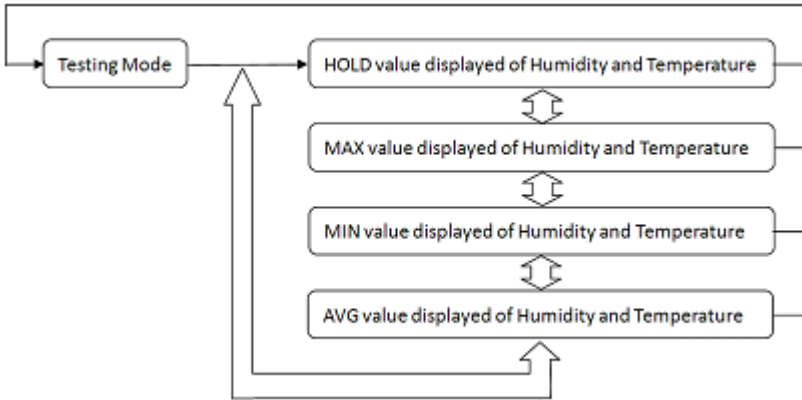 Testing Mode
HOLD value displayed of Humidity and Temperature
MAX value displayed of Humidity and Temperature
MIN value displayed of Humidity and Temperature
AVG value displayed of Humidity and Temperature